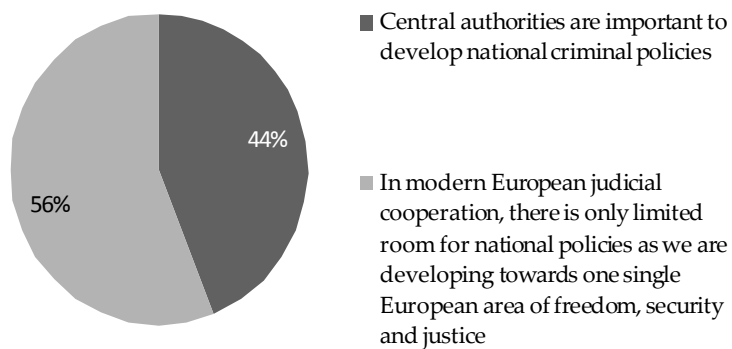 Central authorities are important to
develop national criminal policies
44%
56%
In modern European judicial
cooperation, there is only limited
room for national policies as we are
developing towards one single
European area of freedom, security
and justice